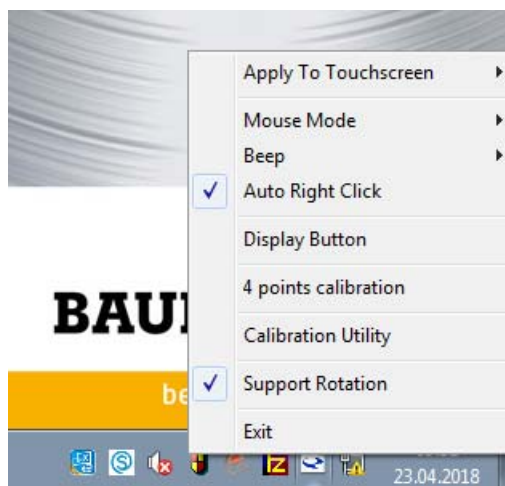 Apply To Touchscreen
Mouse Mode
Beep
Auto Right Click
Display Button
4 points calibration
Calibration Utility
Support Rotation
Exit
BAU
be
23.04.2018